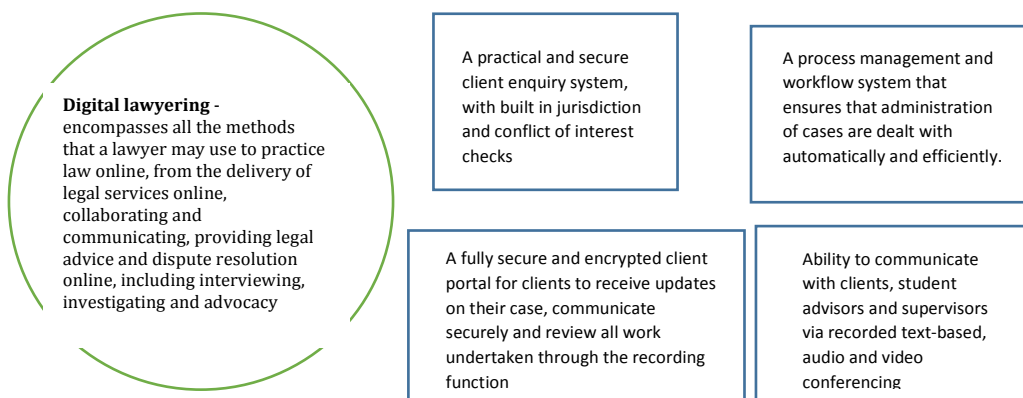 Digital lawyering -
encompasses all the methods
that a lawyer may use to practice
law online, from the delivery of
legal services online,
collaborating and
communicating, providing legal
advice and dispute resolution
online, including interviewing,
investigating and advocacy
A practical and secure
client enquiry system,
with built in jurisdiction
and conflict of interest
checks
A process management and
workflow system that
ensures that administration
of cases are dealt with
automatically and efficiently.
A fully secure and encrypted client
portal for clients to receive updates
on their case, communicate
securely and review all work
undertaken through the recording
function
Ability to communicate
with clients, student
advisors and supervisors
via recorded text-based,
audio and video
conferencing